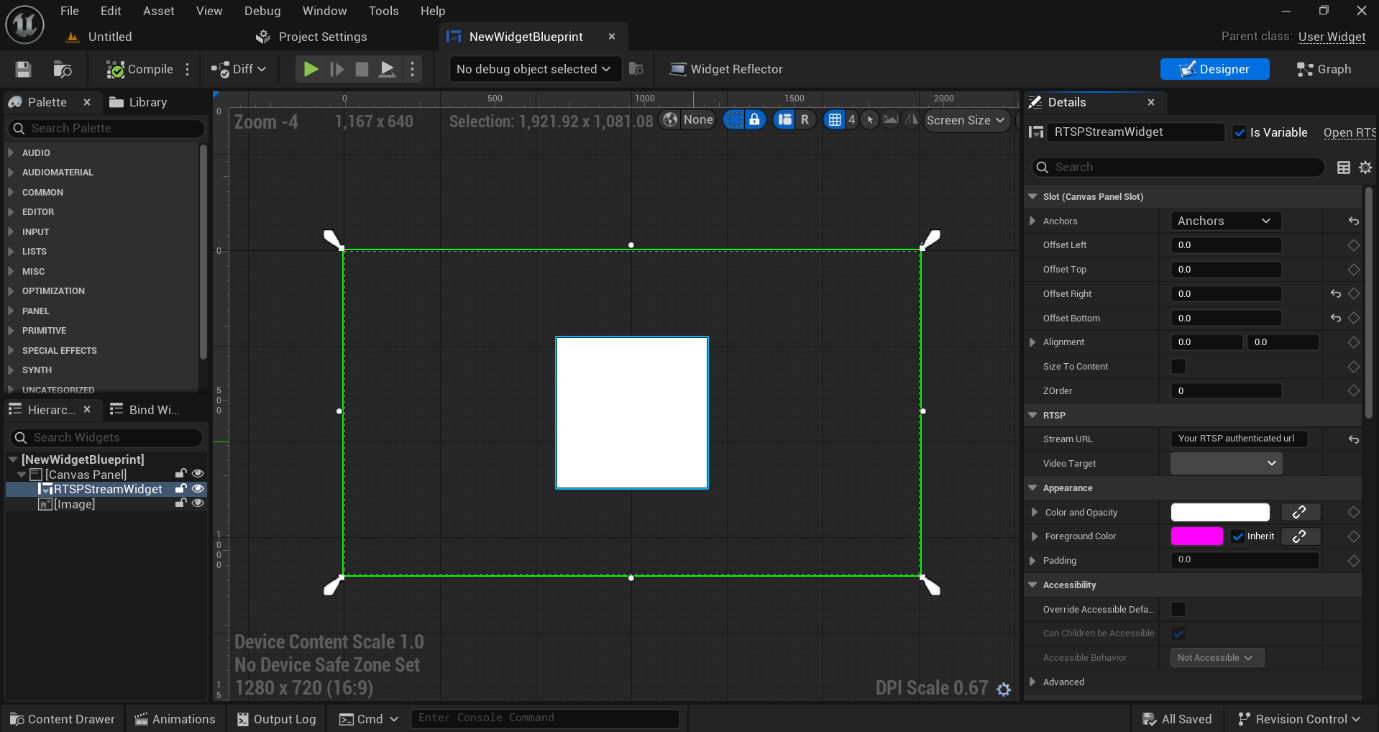 File Edit Asset View Debug Window Tools Help
Untitled Project Settings NewWidgetBlueprint Parent class: User Widget
Compile Diff No debug object selected Widget Reflector Designer Graph
Palette Library
Search Palette
AUDIO
AUDIOMATERIAL
COMMON
EDITOR
INPUT
LISTS
MISC
OPTIMIZATION
PANEL
PRIMITIVE
SPECIAL EFFECTS
SYNTH
UNCATEGORIZED
Hierarc... Bind Wi...
Search Widgets
[NewWidgetBlueprint]
[Canvas Panel]
RTSPStreamWidget
[Image]
0 500 1000 1500 2000
0
0
500
1000
15
Zoom -4 1,167 x 640 Selection: 1,921.92 x 1,081.08 None R 4 Screen Size
Device Content Scale 1.0
No Device Safe Zone Set
1280 x 720 (16:9) DPI Scale 0.67
Details
RTSPStreamWidget Is Variable Open RTS
Search
Slot (Canvas Panel Slot)
Anchors Anchors
Offset Left 0.0
Offset Top 0.0
Offset Right 0.0
Offset Bottom 0.0
Alignment 0.0 0.0
Size To Content
ZOrder 0
RTSP
Stream URL Your RTSP authenticated url
Video Target
Appearance
Color and Opacity
Foreground Color Inherit
Padding 0.0
Accessibility
Override Accessible Defa...
Can Children be Accessible
Accessible Behavior Not Accessible
Advanced
Content Drawer Animations Output Log Cmd Enter Console Command All Saved Revision Control